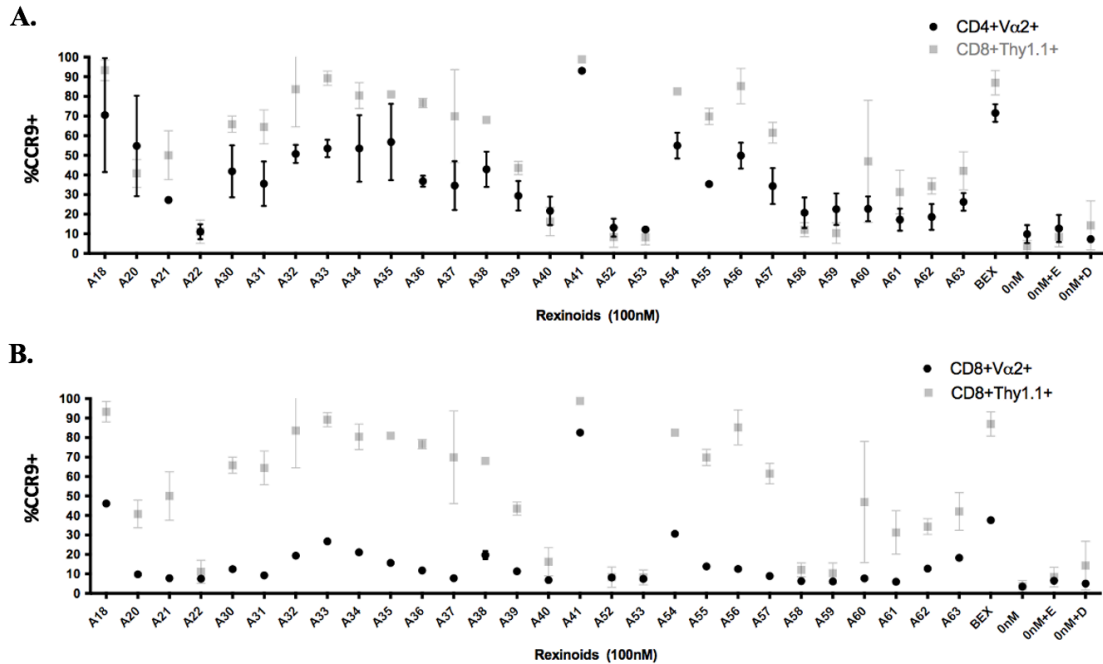 A.
CD4+Vα2+
CD8+Thy1.1+
%CCR9+
100
90
80
70
60
50
40
30
20
10
0
A18 A20 A21 A22 A30 A31 A32 A33 A34 A35 A36 A37 A38 A39 A40 A41 A52 A53 A54 A55 A56 A57 A58 A59 A60 A61 A62 A63 BEX 0nM 0nM+E 0nM+D
Rexinoids (100nM)
B.
CD8+Vα2+
CD8+Thy1.1+
%CCR9+
100
90
80
70
60
50
40
30
20
10
0
A18 A20 A21 A22 A30 A31 A32 A33 A34 A35 A36 A37 A38 A39 A40 A41 A52 A53 A54 A55 A56 A57 A58 A59 A60 A61 A62 A63 BEX 0nM 0nM+E 0nM+D
Rexinoids (100nM)